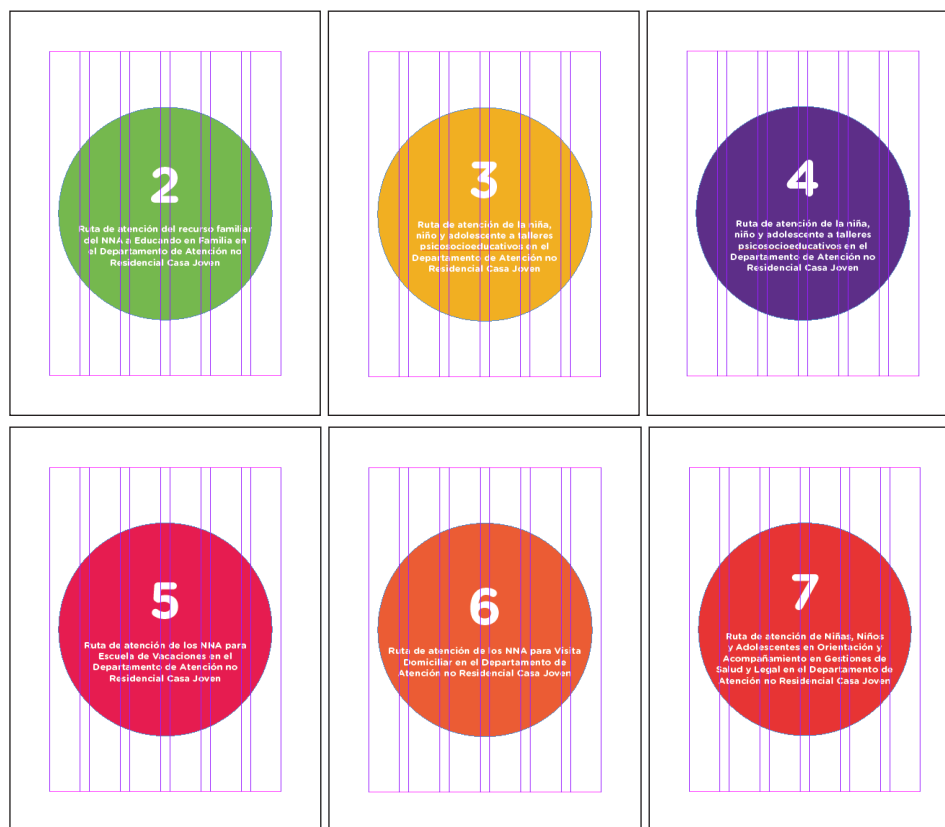 2
Ruta de atención del recurso familiar
del NNA a Educando en Familia en
el Departamento de Atención no
Residencial Casa Joven
3
Ruta de atención de la niña,
niño y adolescente a talleres
psicosocioeducativos en el
Departamento de Atención no
Residencial Casa Joven
4
Ruta de atención de la niña,
niño y adolescente a talleres
psicosocioeducativos en el
Departamento de Atención no
Residencial Casa Joven
5
Ruta de atención de los NNA para
Escuela de Vacaciones en el
Departamento de Atención no
Residencial Casa Joven
6
Ruta de atención de los NNA para Visita
Domiciliar en el Departamento de
Atención no Residencial Casa Joven
7
Ruta de atención de Niñas, Niños
y Adolescentes en Orientación y
Acompañamiento en Gestiones de
Salud y Legal en el Departamento de
Atención no Residencial Casa Joven